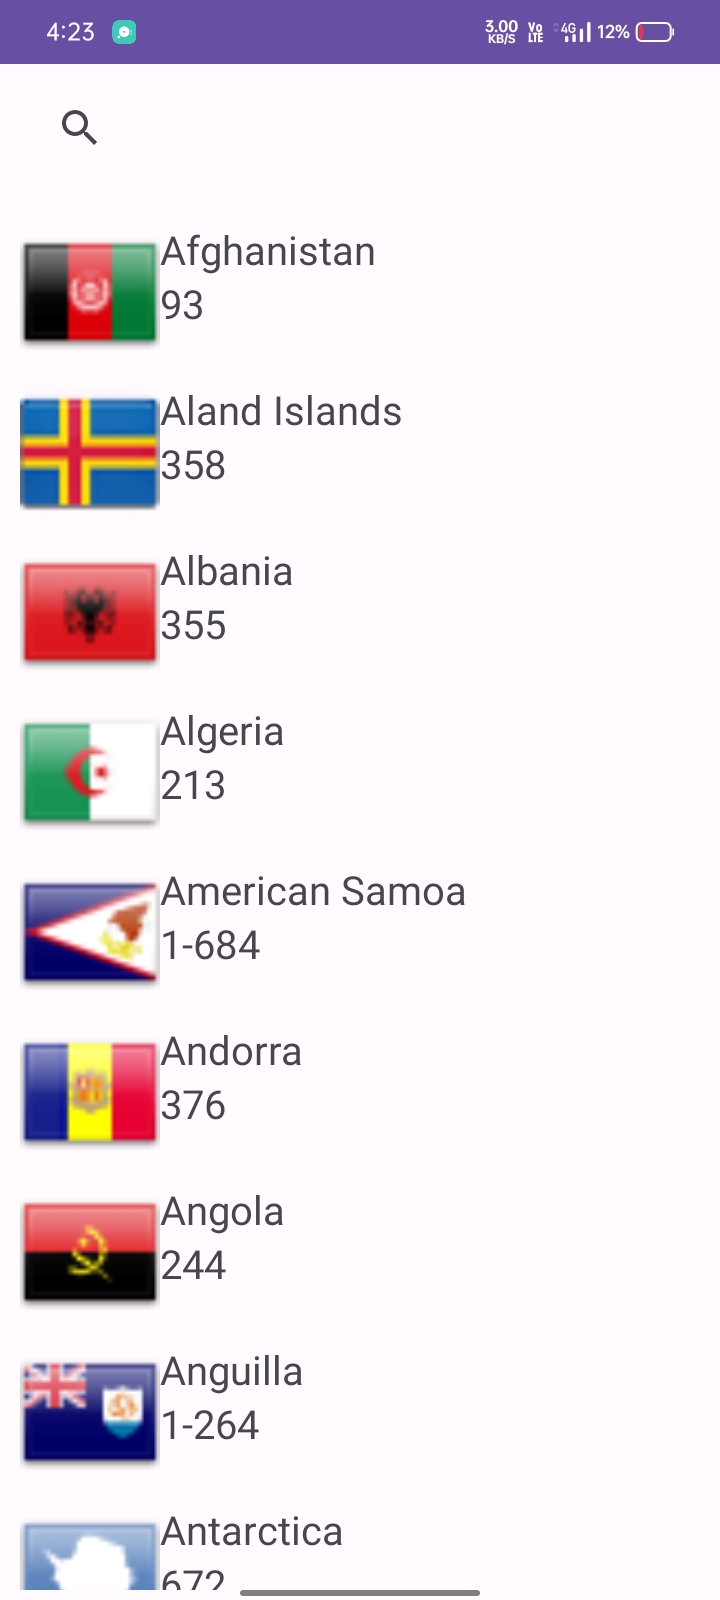 4:23
3.00 KB/S Vo LTE 4G 12%
Afghanistan
93
Aland Islands
358
Albania
355
Algeria
213
American Samoa
1-684
Andorra
376
Angola
244
Anguilla
1-264
Antarctica
672